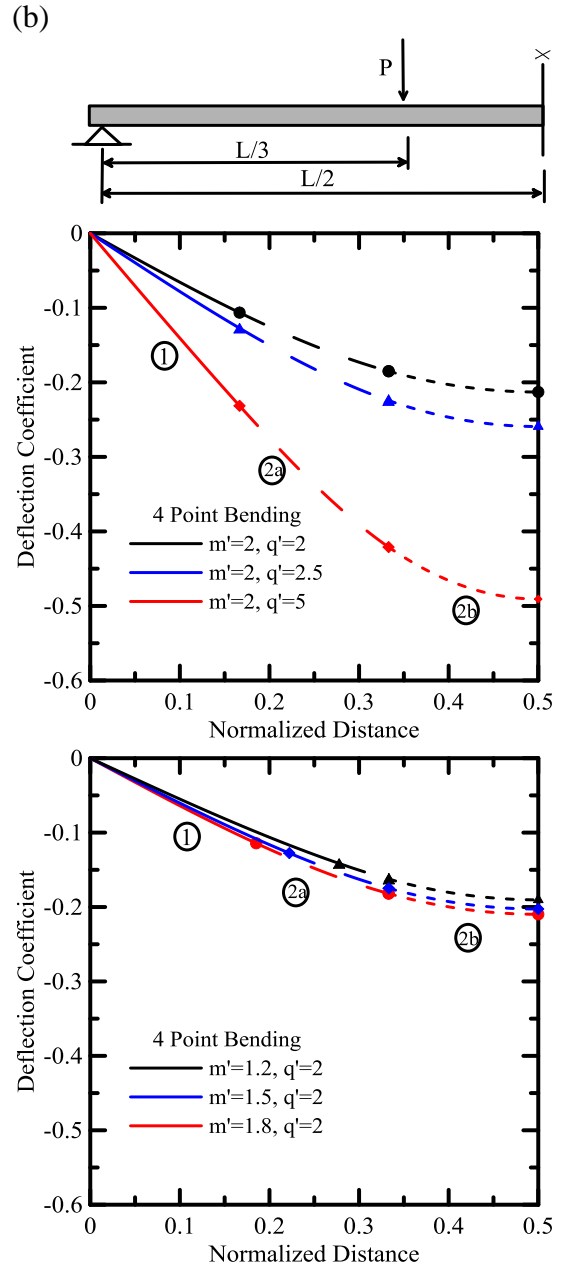 (b)
P
X
L/3
L/2
0
-0.1
-0.2
-0.3
-0.4
-0.5
-0.6
Deflection Coefficient
1
2a
2b
4 Point Bending
m'=2, q'=2
m'=2, q'=2.5
m'=2, q'=5
0 0.1 0.2 0.3 0.4 0.5
Normalized Distance
0
-0.1
-0.2
-0.3
-0.4
-0.5
-0.6
Deflection Coefficient
1
2a
2b
4 Point Bending
m'=1.2, q'=2
m'=1.5, q'=2
m'=1.8, q'=2
0 0.1 0.2 0.3 0.4 0.5
Normalized Distance